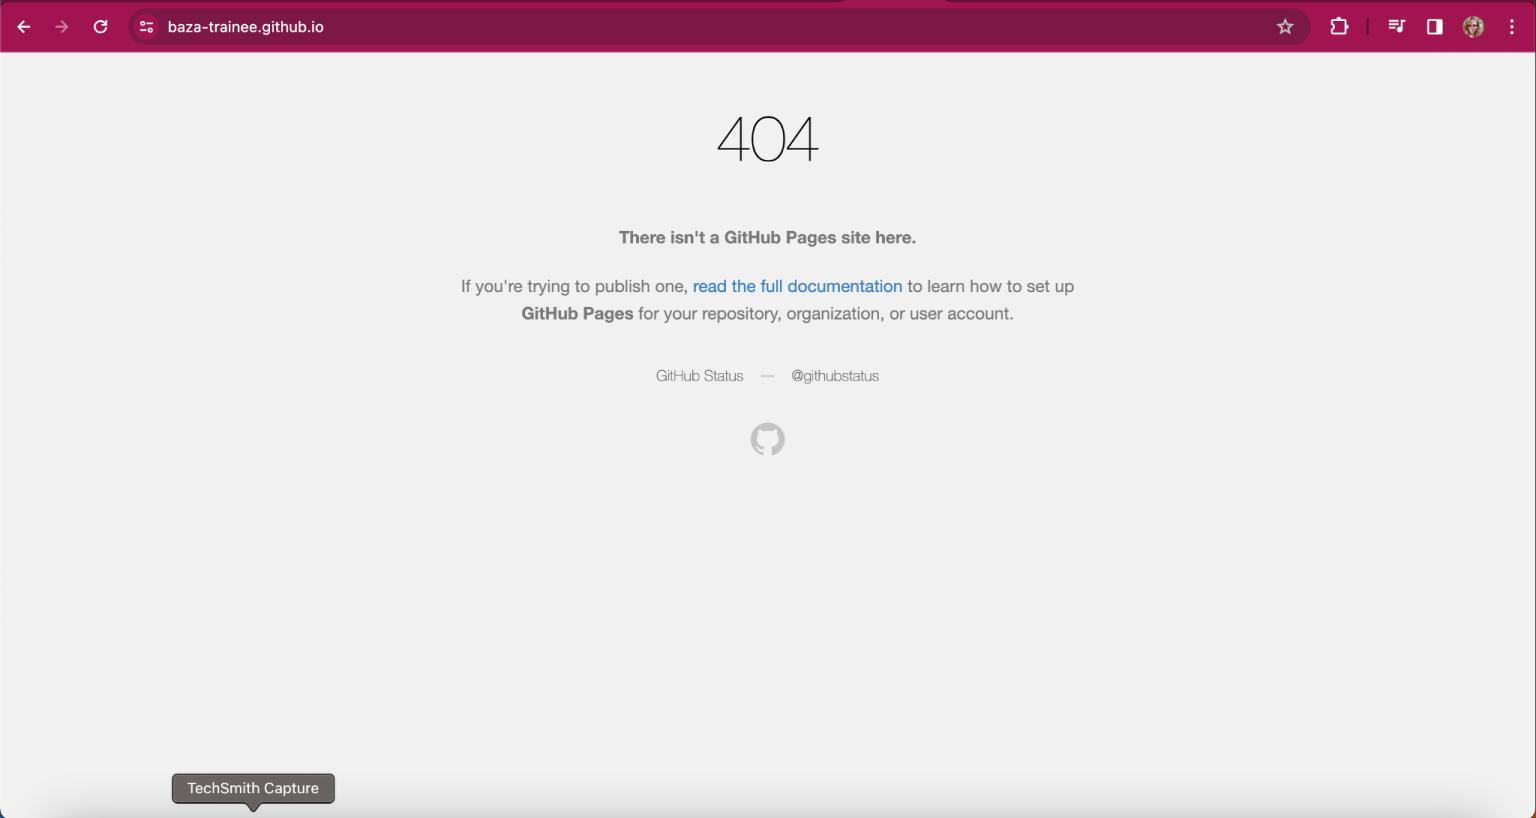 baza-trainee.github.io
404
There isn't a GitHub Pages site here.
If you're trying to publish one, read the full documentation to learn how to set up
GitHub Pages for your repository, organization, or user account.
GitHub Status — @githubstatus
TechSmith Capture